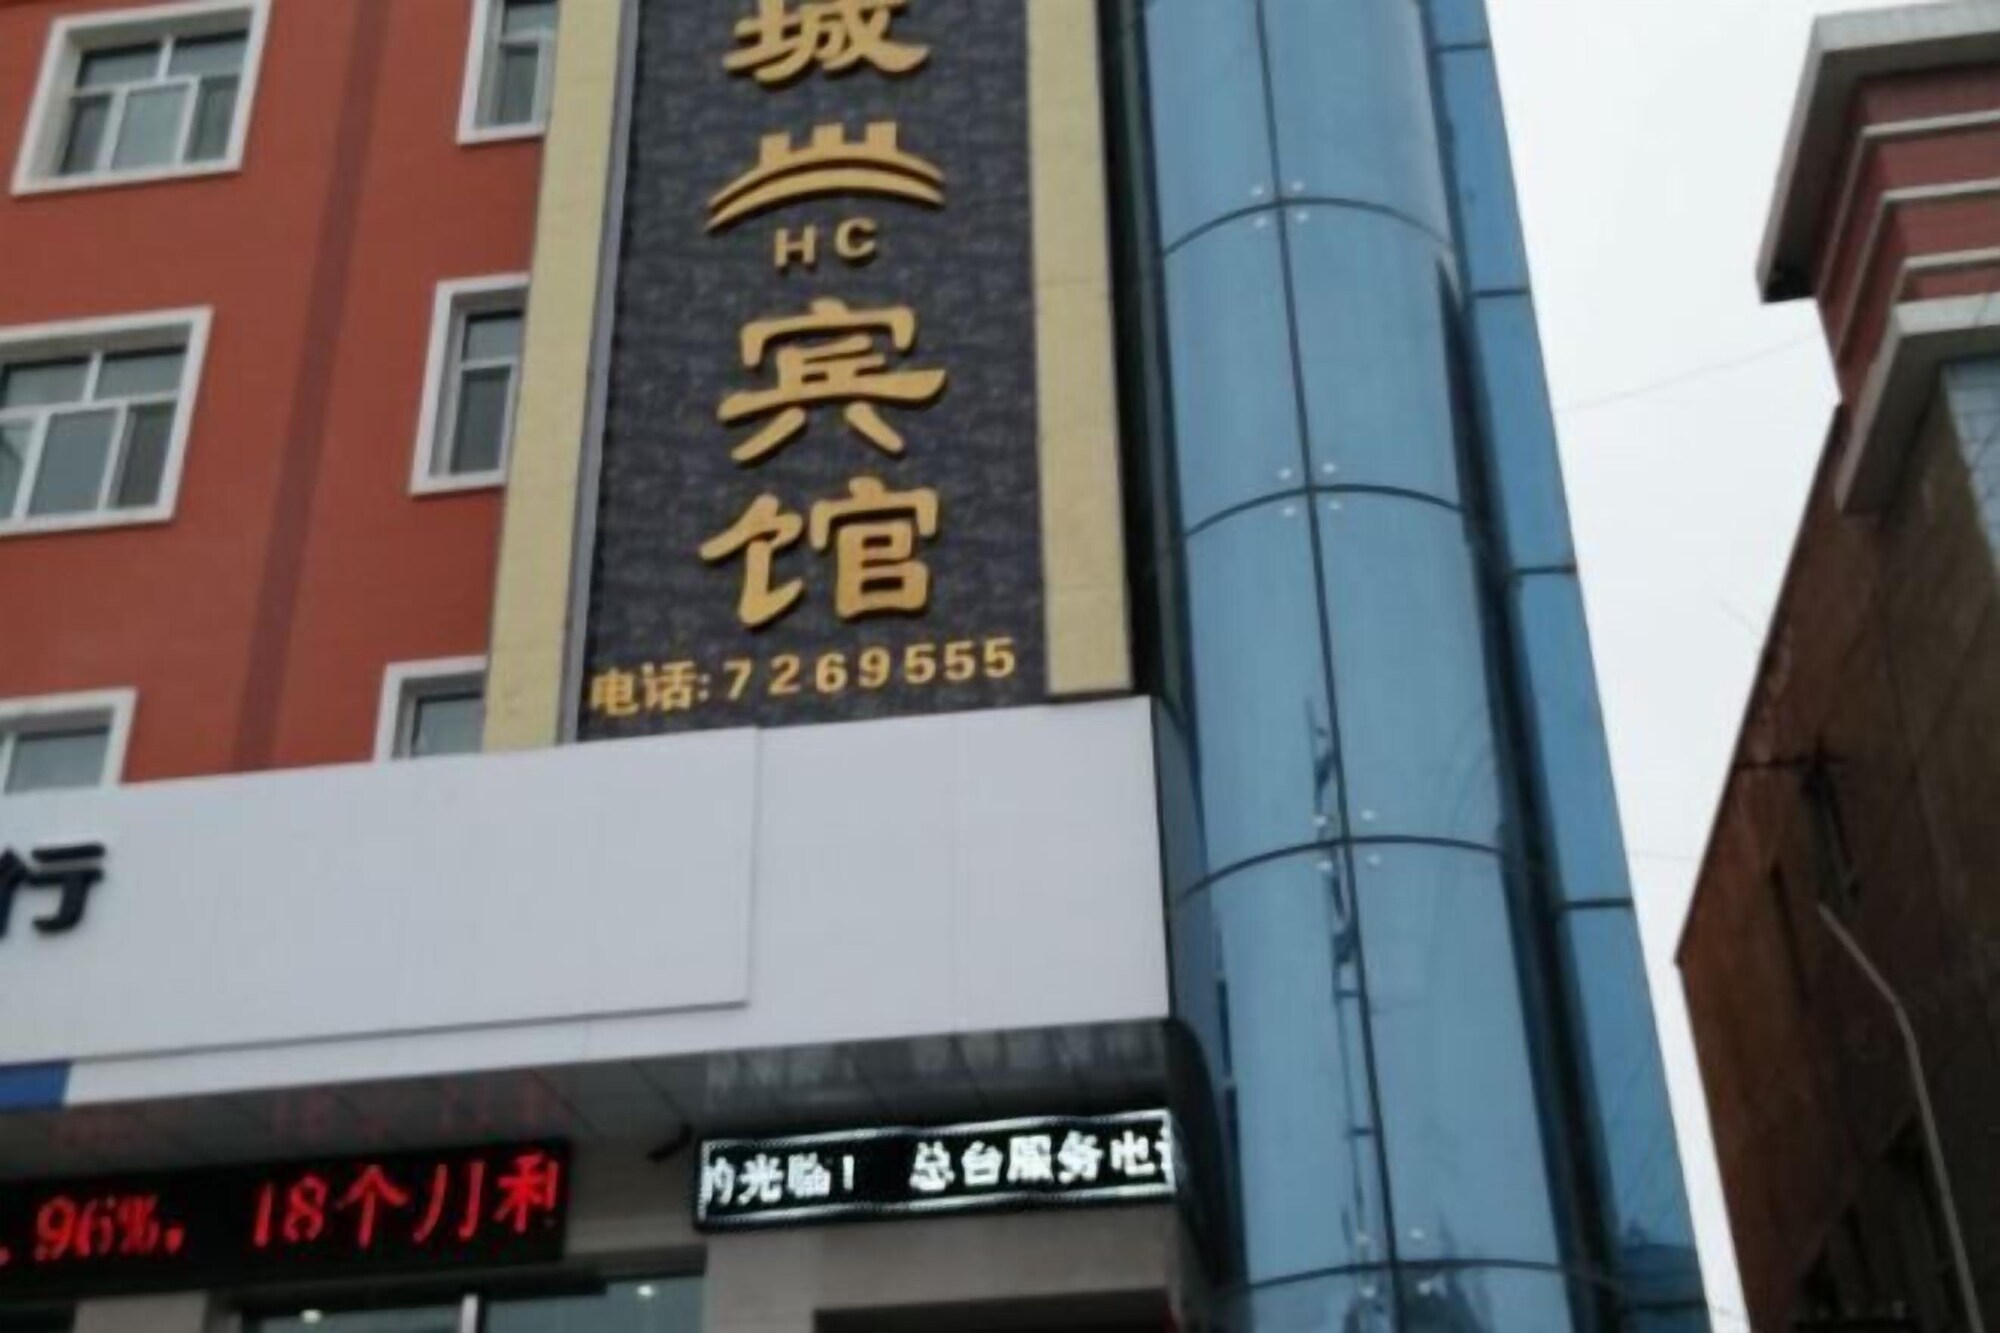 城
HC
宾
馆
电话:7269555
行
.96%，18个月利
的光临！ 总台服务电